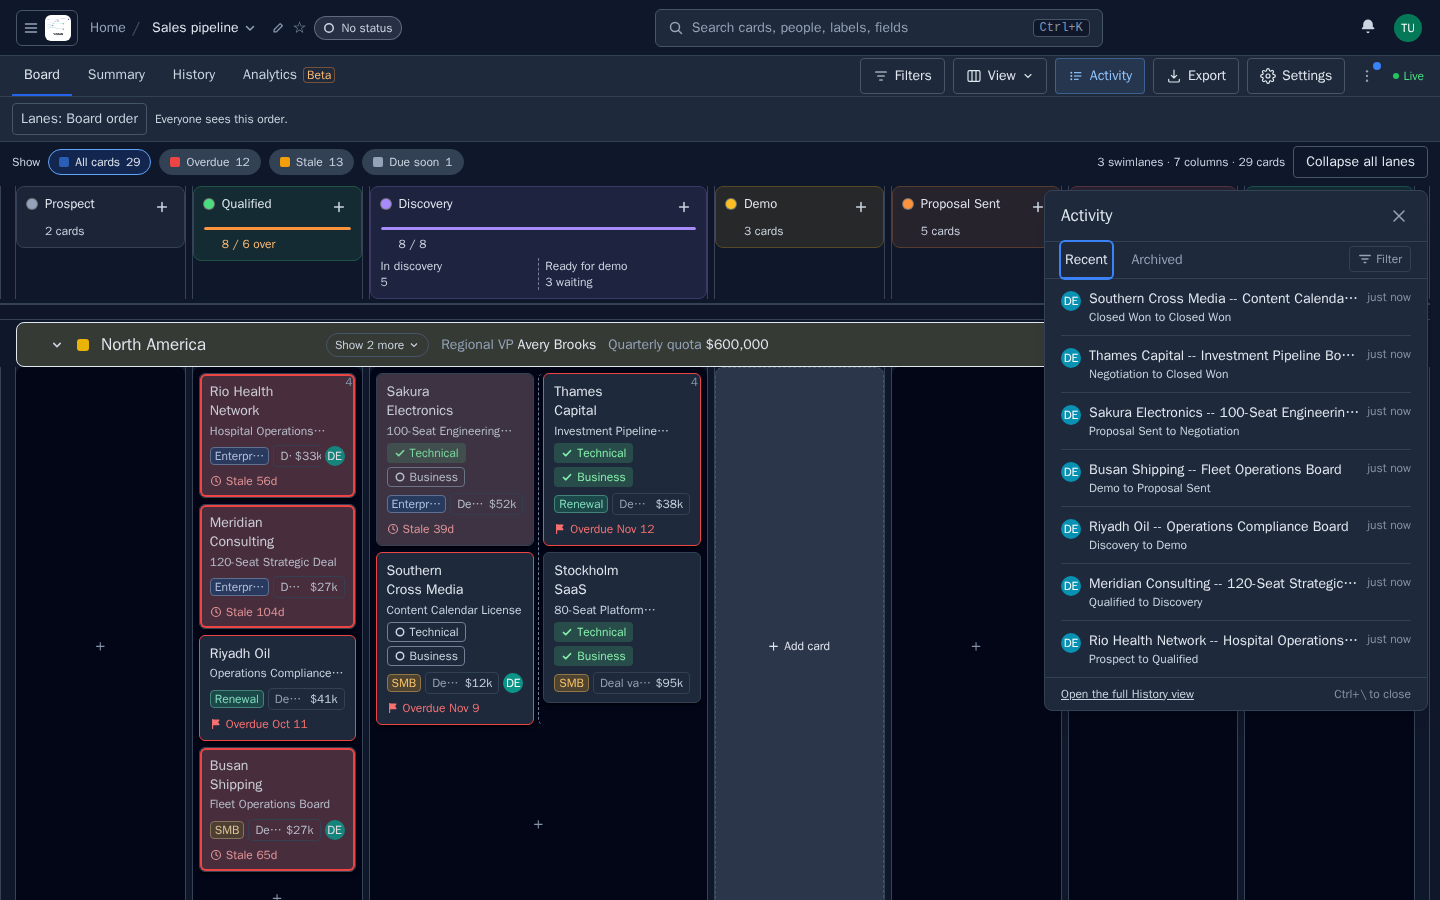 Home / Sales pipeline
No status
Search cards, people, labels, fields
Ctrl+K
TU
Board
Summary
History
Analytics Beta
Filters
View
Activity
Export
Settings
Live
Lanes: Board order
Everyone sees this order.
Show
All cards 29
Overdue 12
Stale 13
Due soon 1
3 swimlanes · 7 columns · 29 cards
Collapse all lanes
Prospect
2 cards
Qualified
8 / 6 over
Discovery
8 / 8
In discovery
5
Ready for demo
3 waiting
Demo
3 cards
Proposal Sent
5 cards
North America
Show 2 more
Regional VP Avery Brooks
Quarterly quota $600,000
4
Rio Health
Network
Hospital Operations···
Enterpr··· D· $33k DE
Stale 56d
Meridian
Consulting
120-Seat Strategic Deal
Enterpr··· D··· $27k
Stale 104d
Riyadh Oil
Operations Compliance···
Renewal De··· $41k
Overdue Oct 11
Busan
Shipping
Fleet Operations Board
SMB De··· $27k DE
Stale 65d
Sakura
Electronics
100-Seat Engineering···
Technical
Business
Enterpr··· De··· $52k
Stale 39d
Southern
Cross Media
Content Calendar License
Technical
Business
SMB De··· $12k DE
Overdue Nov 9
4
Thames
Capital
Investment Pipeline···
Technical
Business
Renewal De··· $38k
Overdue Nov 12
Stockholm
SaaS
80-Seat Platform···
Technical
Business
SMB Deal va··· $95k
+ Add card
Activity
Recent
Archived
Filter
DE Southern Cross Media -- Content Calenda··· just now
Closed Won to Closed Won
DE Thames Capital -- Investment Pipeline Bo··· just now
Negotiation to Closed Won
DE Sakura Electronics -- 100-Seat Engineerin··· just now
Proposal Sent to Negotiation
DE Busan Shipping -- Fleet Operations Board just now
Demo to Proposal Sent
DE Riyadh Oil -- Operations Compliance Board just now
Discovery to Demo
DE Meridian Consulting -- 120-Seat Strategic··· just now
Qualified to Discovery
DE Rio Health Network -- Hospital Operations··· just now
Prospect to Qualified
Open the full History view
Ctrl+\ to close